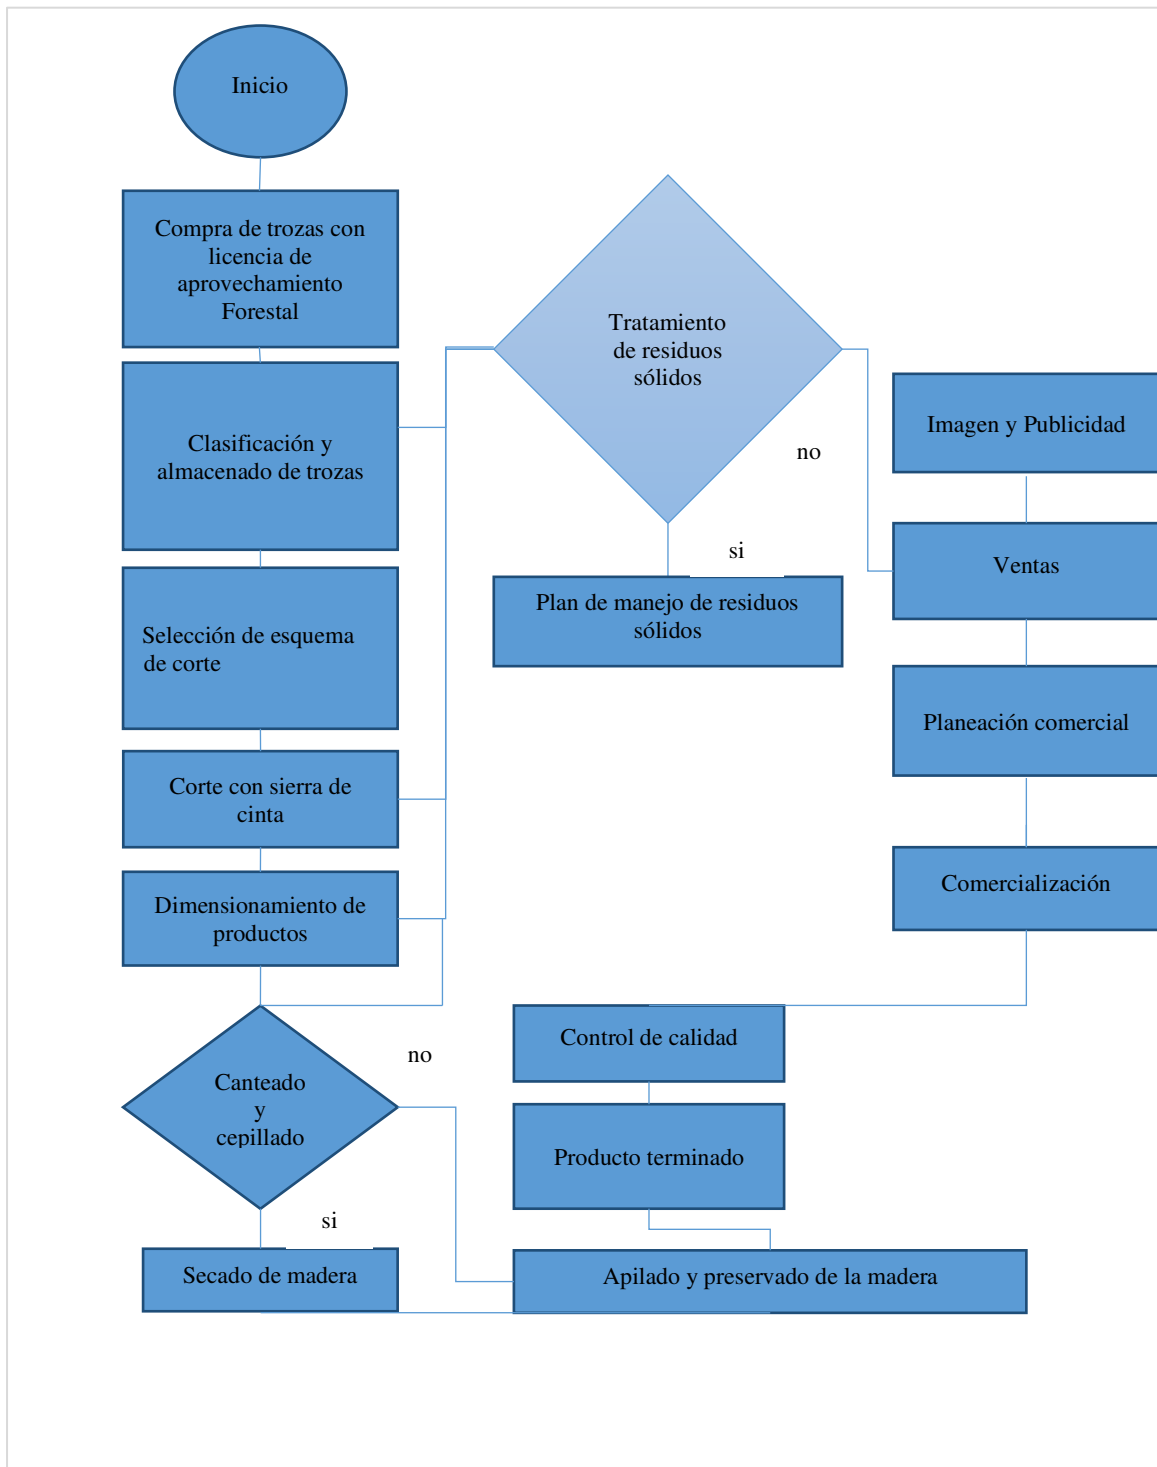 Inicio
Compra de trozas con
licencia de
aprovechamiento
Forestal
Clasificación y
almacenado de trozas
Selección de esquema
de corte
Corte con sierra de
cinta
Dimensionamiento de
productos
Canteado
y
cepillado
no
si
Secado de madera
Tratamiento
de residuos
sólidos
no
si
Plan de manejo de residuos
sólidos
Imagen y Publicidad
Ventas
Planeación comercial
Comercialización
Control de calidad
Producto terminado
Apilado y preservado de la madera